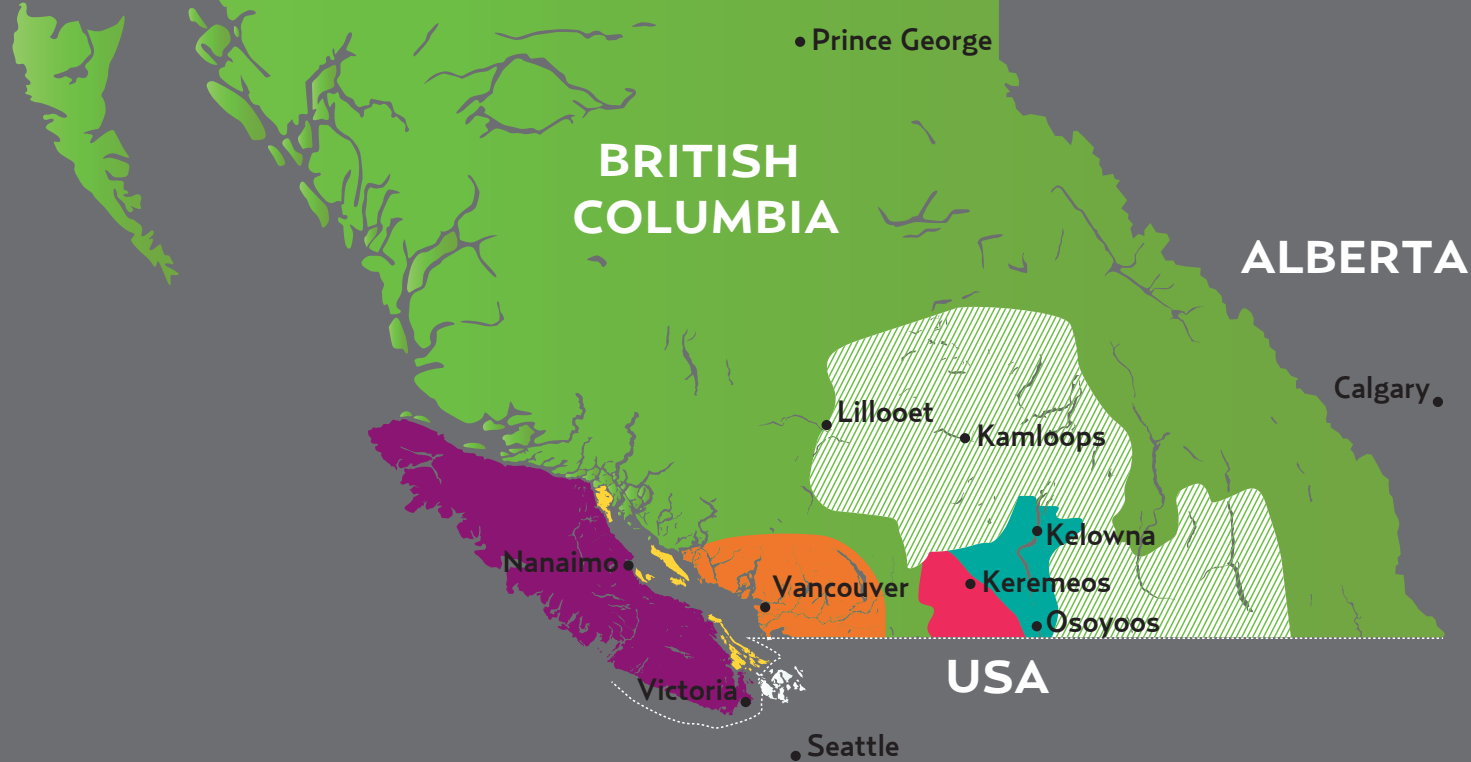 Prince George
BRITISH
COLUMBIA
ALBERTA
Calgary
Lillooet
Kamloops
Kelowna
Nanaimo
Keremeos
Vancouver
Osoyoos
USA
Victoria
Seattle